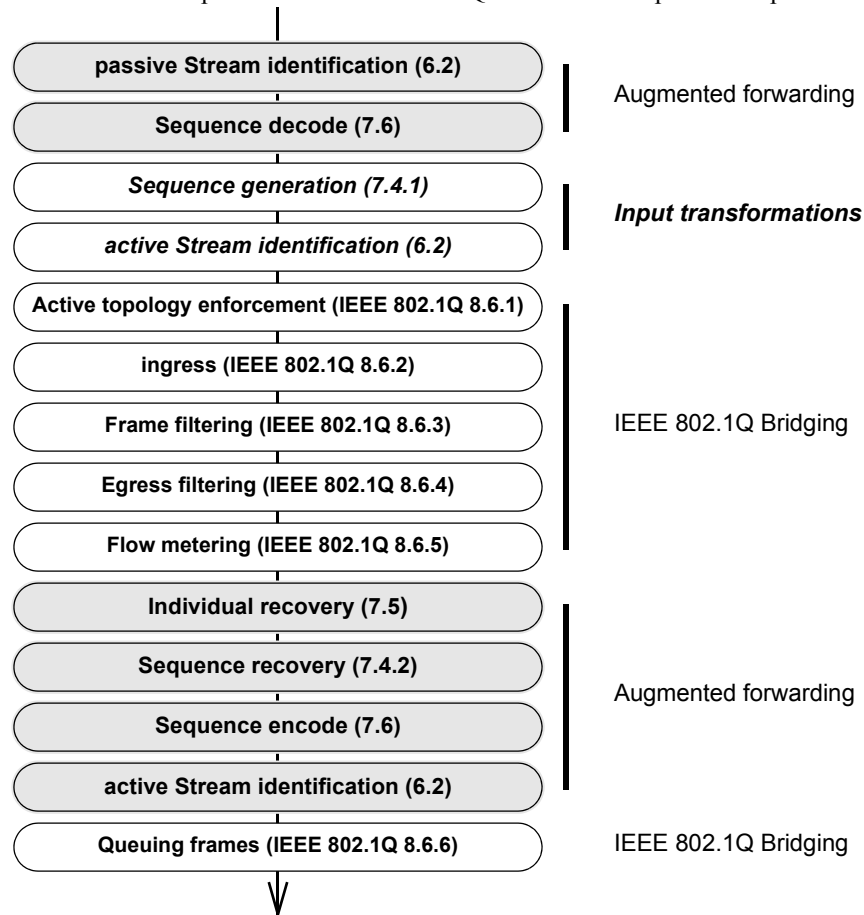 passive Stream identification (6.2)
Augmented forwarding
Sequence decode (7.6)
Sequence generation (7.4.1)
Input transformations
active Stream identification (6.2)
Active topology enforcement (IEEE 802.1Q 8.6.1)
ingress (IEEE 802.1Q 8.6.2)
Frame filtering (IEEE 802.1Q 8.6.3)
IEEE 802.1Q Bridging
Egress filtering (IEEE 802.1Q 8.6.4)
Flow metering (IEEE 802.1Q 8.6.5)
Individual recovery (7.5)
Sequence recovery (7.4.2)
Augmented forwarding
Sequence encode (7.6)
active Stream identification (6.2)
Queuing frames (IEEE 802.1Q 8.6.6)
IEEE 802.1Q Bridging